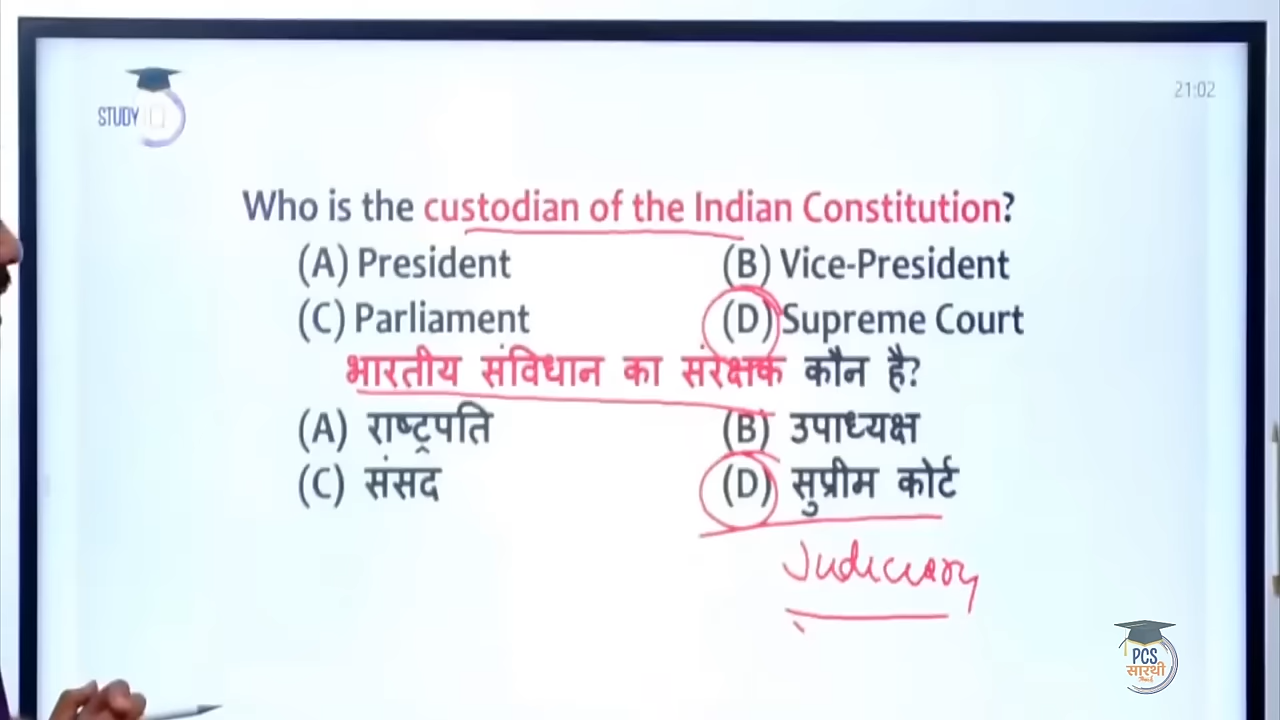 STUDY
21:02
Who is the custodian of the Indian Constitution?
(A) President (B) Vice-President
(C) Parliament (D) Supreme Court
भारतीय संविधान का संरक्षक कौन है?
(A) राष्ट्रपति (B) उपाध्यक्ष
(C) संसद (D) सुप्रीम कोर्ट
Judiciary
PCS
सारथी